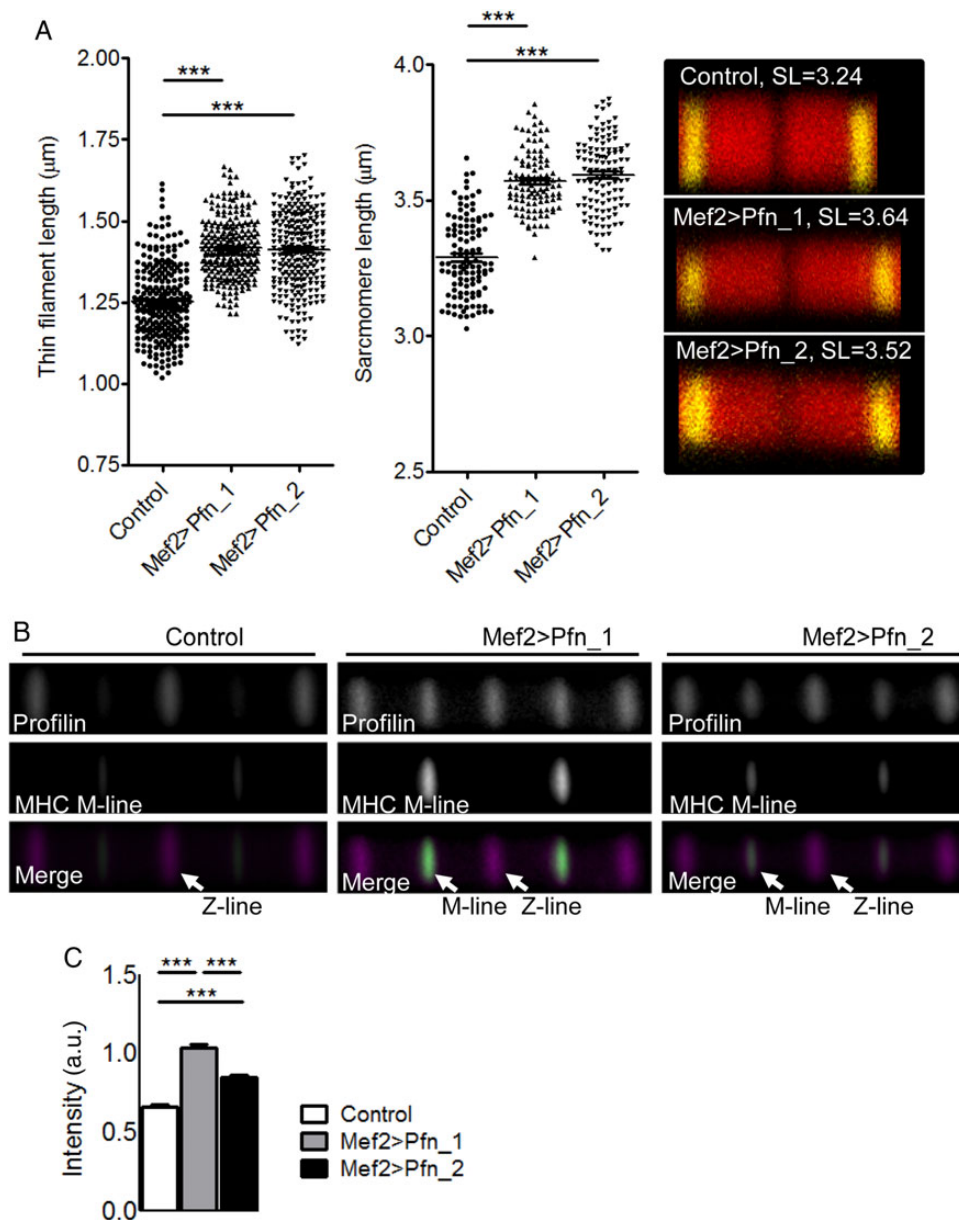 A
***
***
2.00
1.75
1.50
1.25
1.00
0.75
Thin filament length (μm)
Control
Mef2>Pfn_1
Mef2>Pfn_2
***
***
4.0
3.5
3.0
2.5
Sarcmomere length (μm)
Control
Mef2>Pfn_1
Mef2>Pfn_2
Control, SL=3.24
Mef2>Pfn_1, SL=3.64
Mef2>Pfn_2, SL=3.52
B
Control
Profilin
MHC M-line
Merge
Z-line
Mef2>Pfn_1
Profilin
MHC M-line
Merge
M-line Z-line
Mef2>Pfn_2
Profilin
MHC M-line
Merge
M-line Z-line
C
*** ***
***
1.5
1.0
0.5
0.0
Intensity (a.u.)
Control
Mef2>Pfn_1
Mef2>Pfn_2